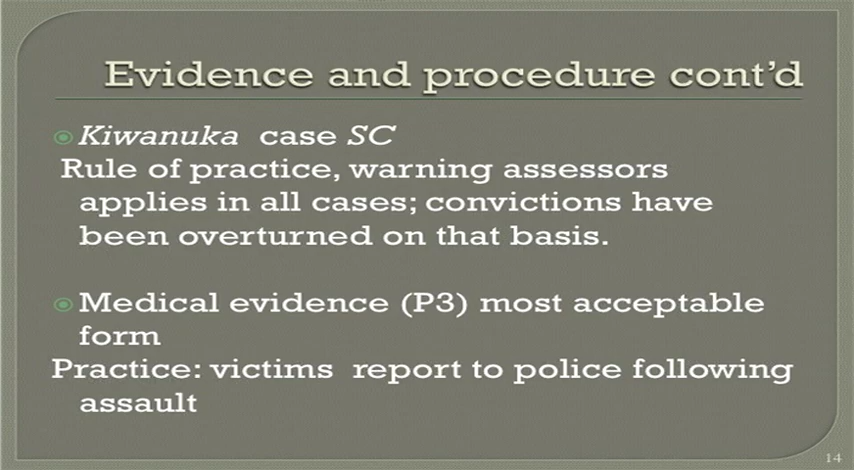 Evidence and procedure cont'd
Kiwanuka case SC
Rule of practice, warning assessors
applies in all cases; convictions have
been overturned on that basis.
Medical evidence (P3) most acceptable
form
Practice: victims report to police following
assault
14